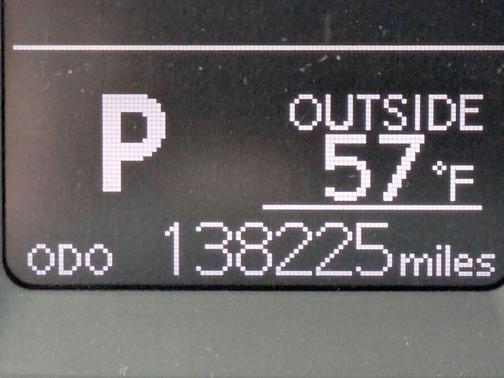 P
OUTSIDE
57 °F
ODO 138225 miles